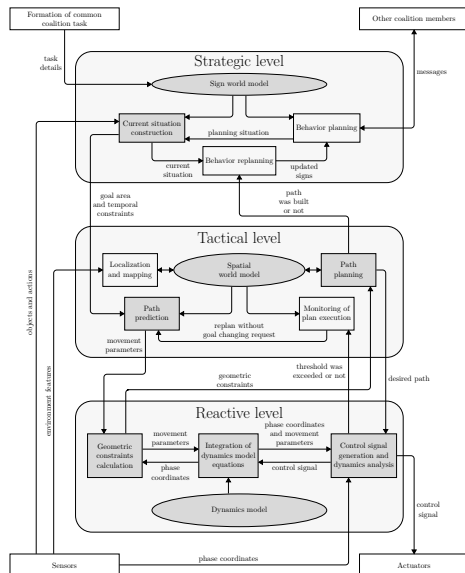 Formation of common
coalition task
Other coalition members
task
details
messages
Strategic level
Sign world model
Current situation
construction
planning situation
Behavior planning
current
situation
Behavior replanning
updated
signs
goal area
and temporal
constraints
path
was built
or not
Tactical level
Localization
and mapping
Spatial
world model
Path
planning
Path
prediction
replan without
goal changing request
Monitoring of
plan execution
objects and actions
environment features
movement
parameters
geometric
constraints
threshold was
exceeded or not
desired path
Reactive level
Geometric
constraints
calculation
movement
parameters
phase
coordinates
Integration of
dynamics model
equations
phase coordinates
and movement
parameters
control signal
Control signal
generation and
dynamics analysis
Dynamics model
control
signal
Sensors
phase coordinates
Actuators